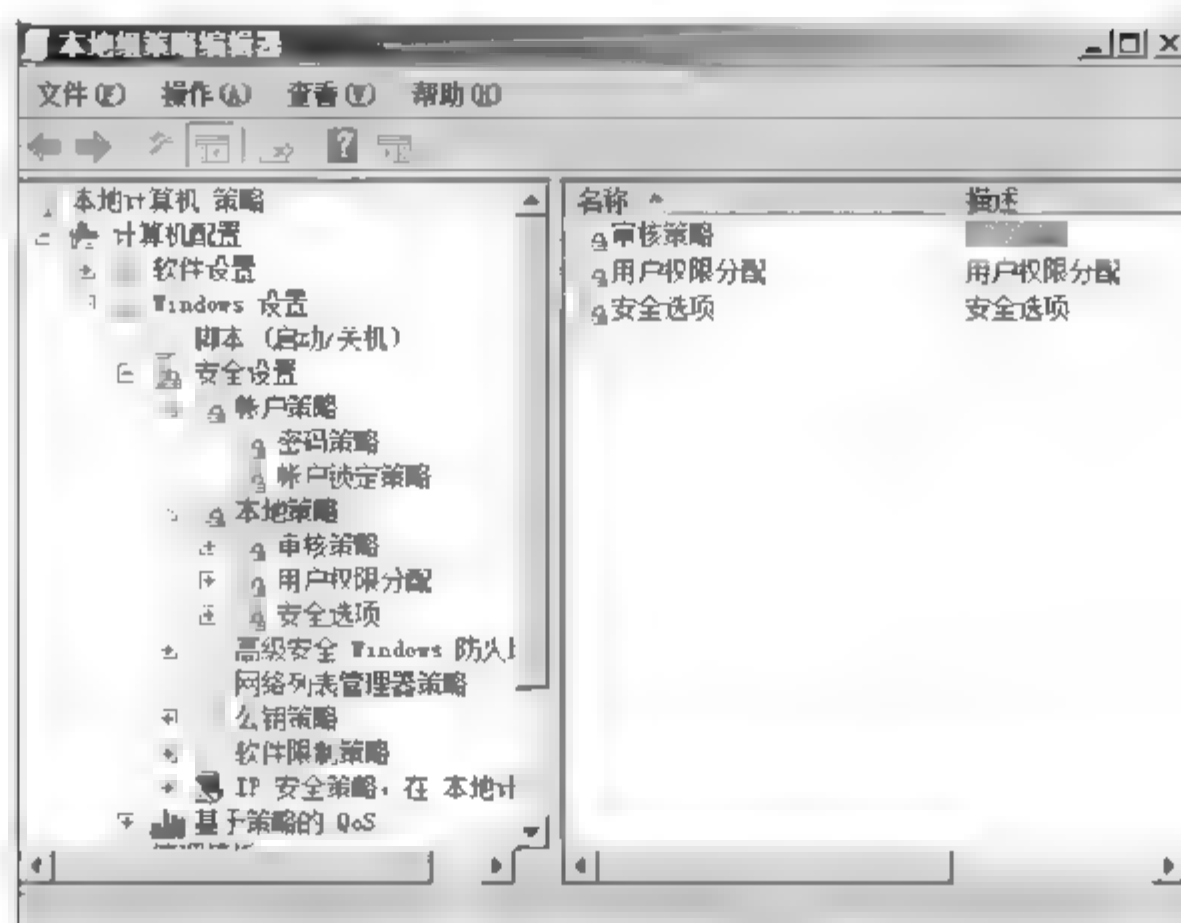 本地组策略编辑器
文件(F) 操作(A) 查看(V) 帮助(H)
本地计算机 策略
计算机配置
软件设置
Windows 设置
脚本 (启动/关机)
安全设置
帐户策略
密码策略
帐户锁定策略
本地策略
审核策略
用户权限分配
安全选项
高级安全 Windows 防火
网络列表管理器策略
公钥策略
软件限制策略
IP 安全策略，在 本地计
基于策略的 QoS
名称 描述
审核策略
用户权限分配 用户权限分配
安全选项 安全选项